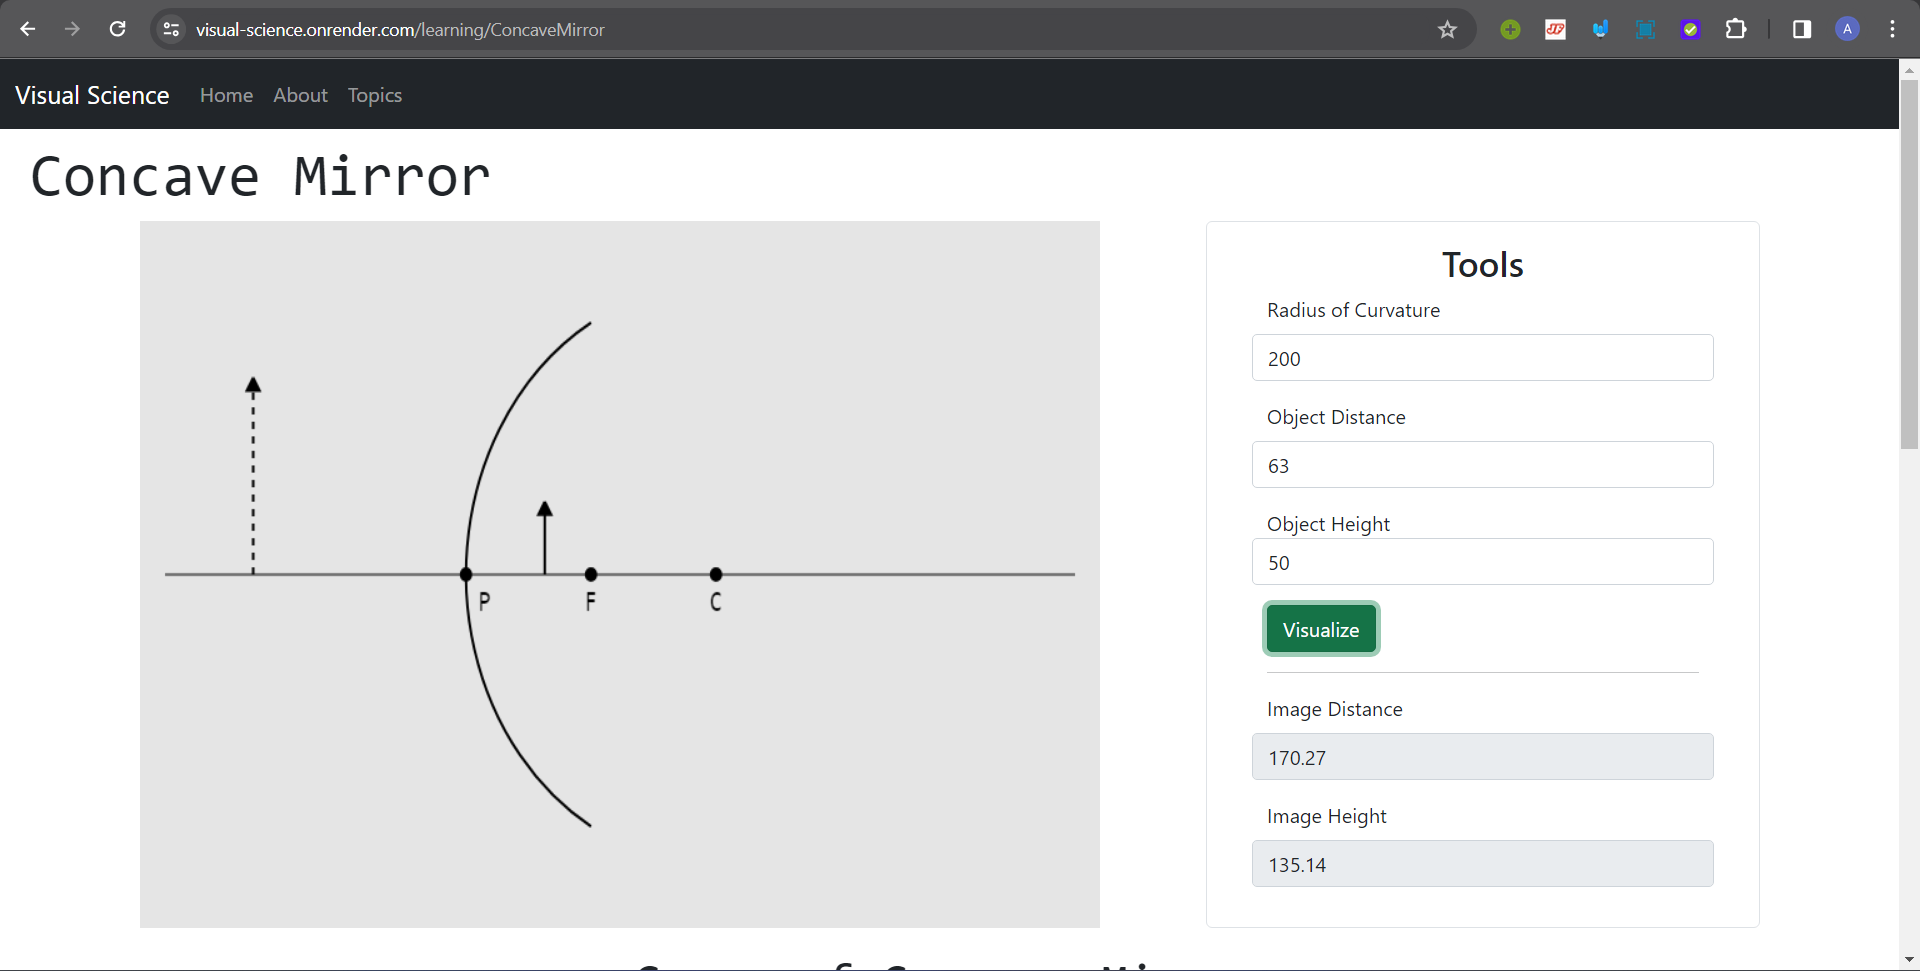 visual-science.onrender.com/learning/ConcaveMirror
A
Visual Science Home About Topics
Concave Mirror
P
F
C
Tools
Radius of Curvature
200
Object Distance
63
Object Height
50
Visualize
Image Distance
170.27
Image Height
135.14